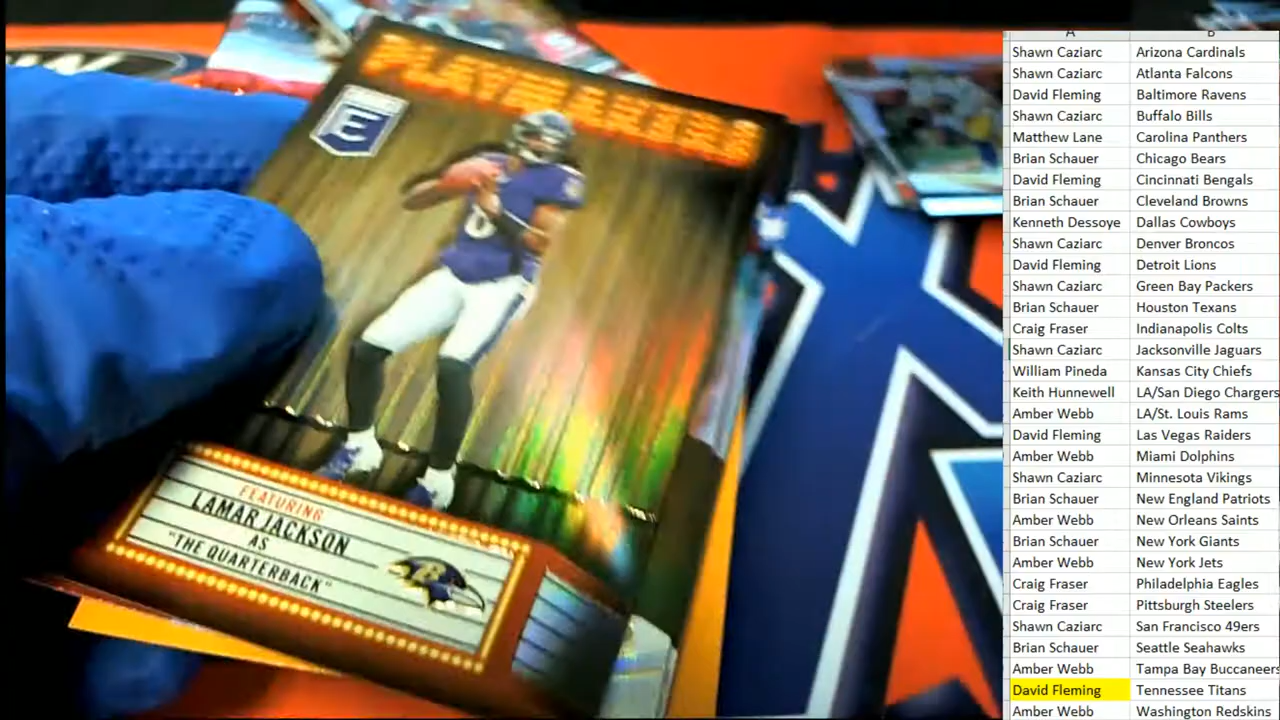 PLAYMAKERS
E
8
FEATURING
LAMAR JACKSON
AS
"THE QUARTERBACK"
A B
Shawn Caziarc Arizona Cardinals
Shawn Caziarc Atlanta Falcons
David Fleming Baltimore Ravens
Shawn Caziarc Buffalo Bills
Matthew Lane Carolina Panthers
Brian Schauer Chicago Bears
David Fleming Cincinnati Bengals
Brian Schauer Cleveland Browns
Kenneth Dessoye Dallas Cowboys
Shawn Caziarc Denver Broncos
David Fleming Detroit Lions
Shawn Caziarc Green Bay Packers
Brian Schauer Houston Texans
Craig Fraser Indianapolis Colts
Shawn Caziarc Jacksonville Jaguars
William Pineda Kansas City Chiefs
Keith Hunnewell LA/San Diego Chargers
Amber Webb LA/St. Louis Rams
David Fleming Las Vegas Raiders
Amber Webb Miami Dolphins
Shawn Caziarc Minnesota Vikings
Brian Schauer New England Patriots
Amber Webb New Orleans Saints
Brian Schauer New York Giants
Amber Webb New York Jets
Craig Fraser Philadelphia Eagles
Craig Fraser Pittsburgh Steelers
Shawn Caziarc San Francisco 49ers
Brian Schauer Seattle Seahawks
Amber Webb Tampa Bay Buccaneers
David Fleming Tennessee Titans
Amber Webb Washington Redskins